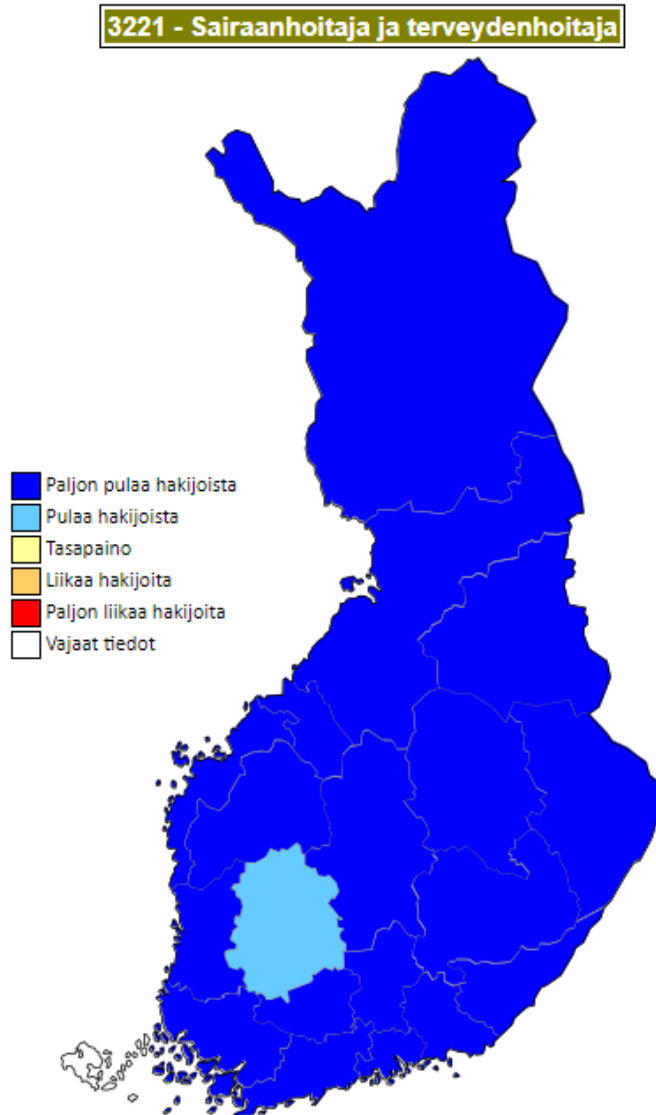 3221 - Sairaanhoitaja ja terveydenhoitaja
Paljon pulaa hakijoista
Pulaa hakijoista
Tasapaino
Liikaa hakijoita
Paljon liikaa hakijoita
Vajaat tiedot